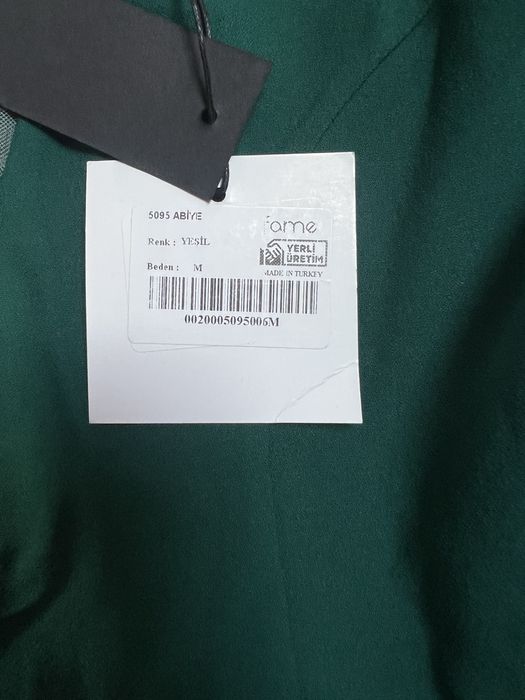 5095 ABİYE
fame
Renk : YEŞİL
YERLİ
ÜRETİM
Beden : M
MADE IN TURKEY
0020005095006M